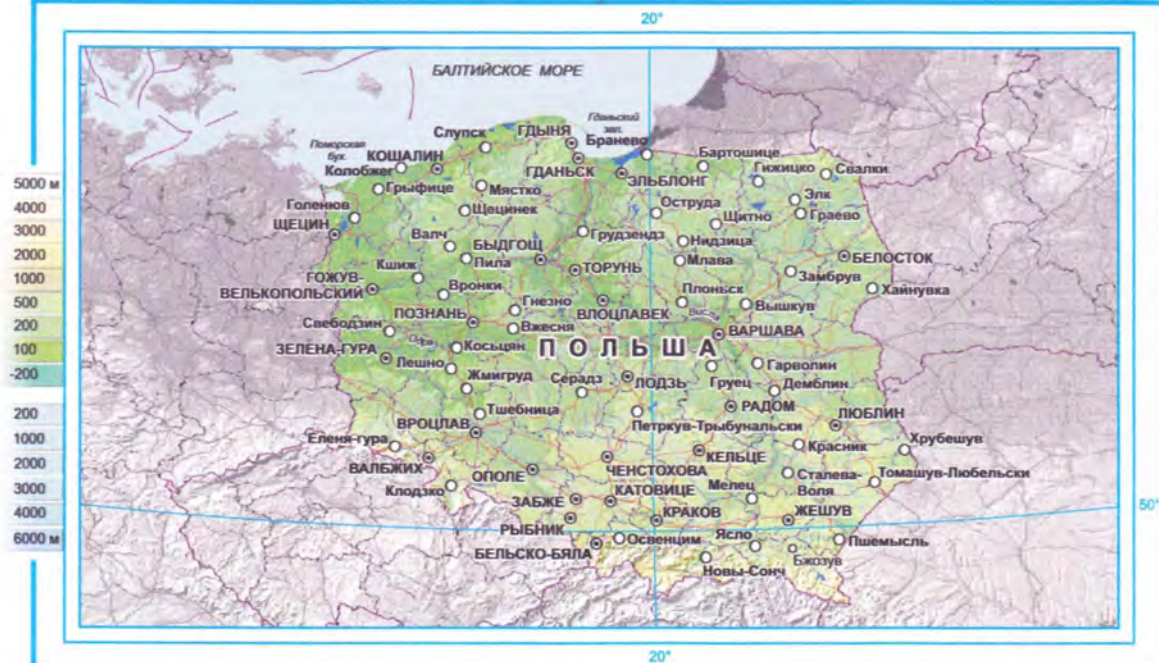 20°
БАЛТИЙСКОЕ МОРЕ
Гданьский
зал.
Слупск
ГДЫНЯ
Бранево
Поморская
бух.
КОШАЛИН
Колобжег
ГДАНЬСК
ЭЛЬБЛОНГ
Бартошице
Гижицко
Свалки
5000 м
4000
3000
2000
1000
500
200
100
-200
200
1000
2000
3000
4000
6000 м
Грыфице
Мястко
Элк
Голенюв
Щецинек
Оструда
Щитно
Граево
ЩЕЦИН
Валч
Грудзендз
Нидзица
БЫДГОЩ
Пила
Млава
БЕЛОСТОК
Кшиж
ТОРУНЬ
Замбрув
ГОЖУВ-
ВЕЛЬКОПОЛЬСКИЙ
Вронки
Хайнувка
Гнезно
ВЛОЦЛАВЕК
Плоньск
Вышкув
ПОЗНАНЬ
Висла
Свебодзин
Вжесня
ВАРШАВА
Одра
Косьцян
ПОЛЬША
ЗЕЛЁНА-ГУРА
Лешно
Гарволин
Жмигруд
Серадз
ЛОДЗЬ
Груец
Демблин
Тшебница
РАДОМ
ЛЮБЛИН
ВРОЦЛАВ
Петркув-Трыбунальски
Еленя-гура
Красник
Хрубешув
ВАЛБЖИХ
ОПОЛЕ
ЧЕНСТОХОВА
КЕЛЬЦЕ
Сталева-
Воля
Томашув-Любельски
Клодзко
ЗАБЖЕ
КАТОВИЦЕ
Мелец
50°
РЫБНИК
КРАКОВ
ЖЕШУВ
БЕЛЬСКО-БЯЛА
Освенцим
Ясло
Пшемысль
Новы-Сонч
Бжозув
20°